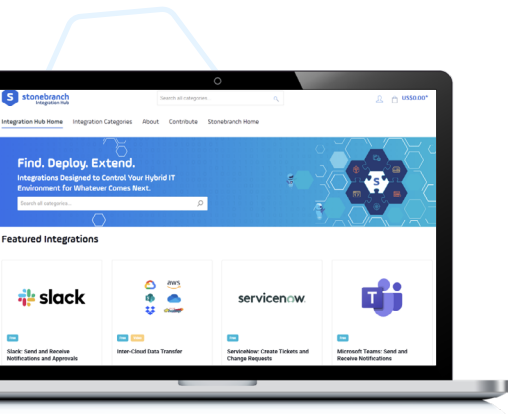 S stonebranch
Integration Hub
Search all categories...
US$0.00*
Integration Hub Home Integration Categories About Contribute Stonebranch Home
Find. Deploy. Extend.
Integrations Designed to Control Your Hybrid IT
Environment for Whatever Comes Next.
Search all categories...
S
Featured Integrations
slack
aws
servicenow
T
Free
Free
Free
Slack: Send and Receive
Notifications and Approvals
Inter-Cloud Data Transfer
ServiceNow: Create Tickets and
Change Requests
Microsoft Teams: Send and
Receive Notifications